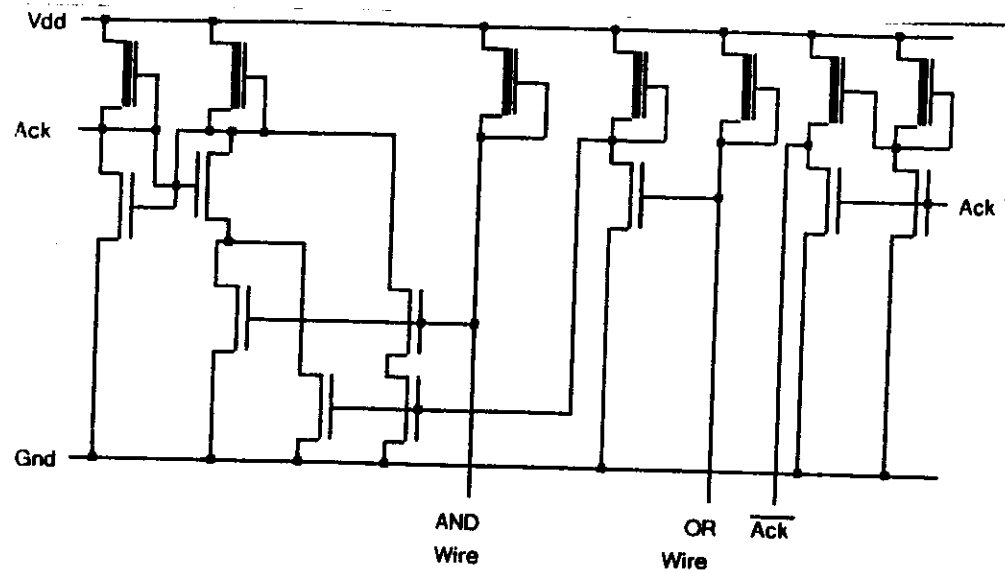 Vdd
Ack
Ack
Gnd
AND
Wire
OR
Wire
Ack